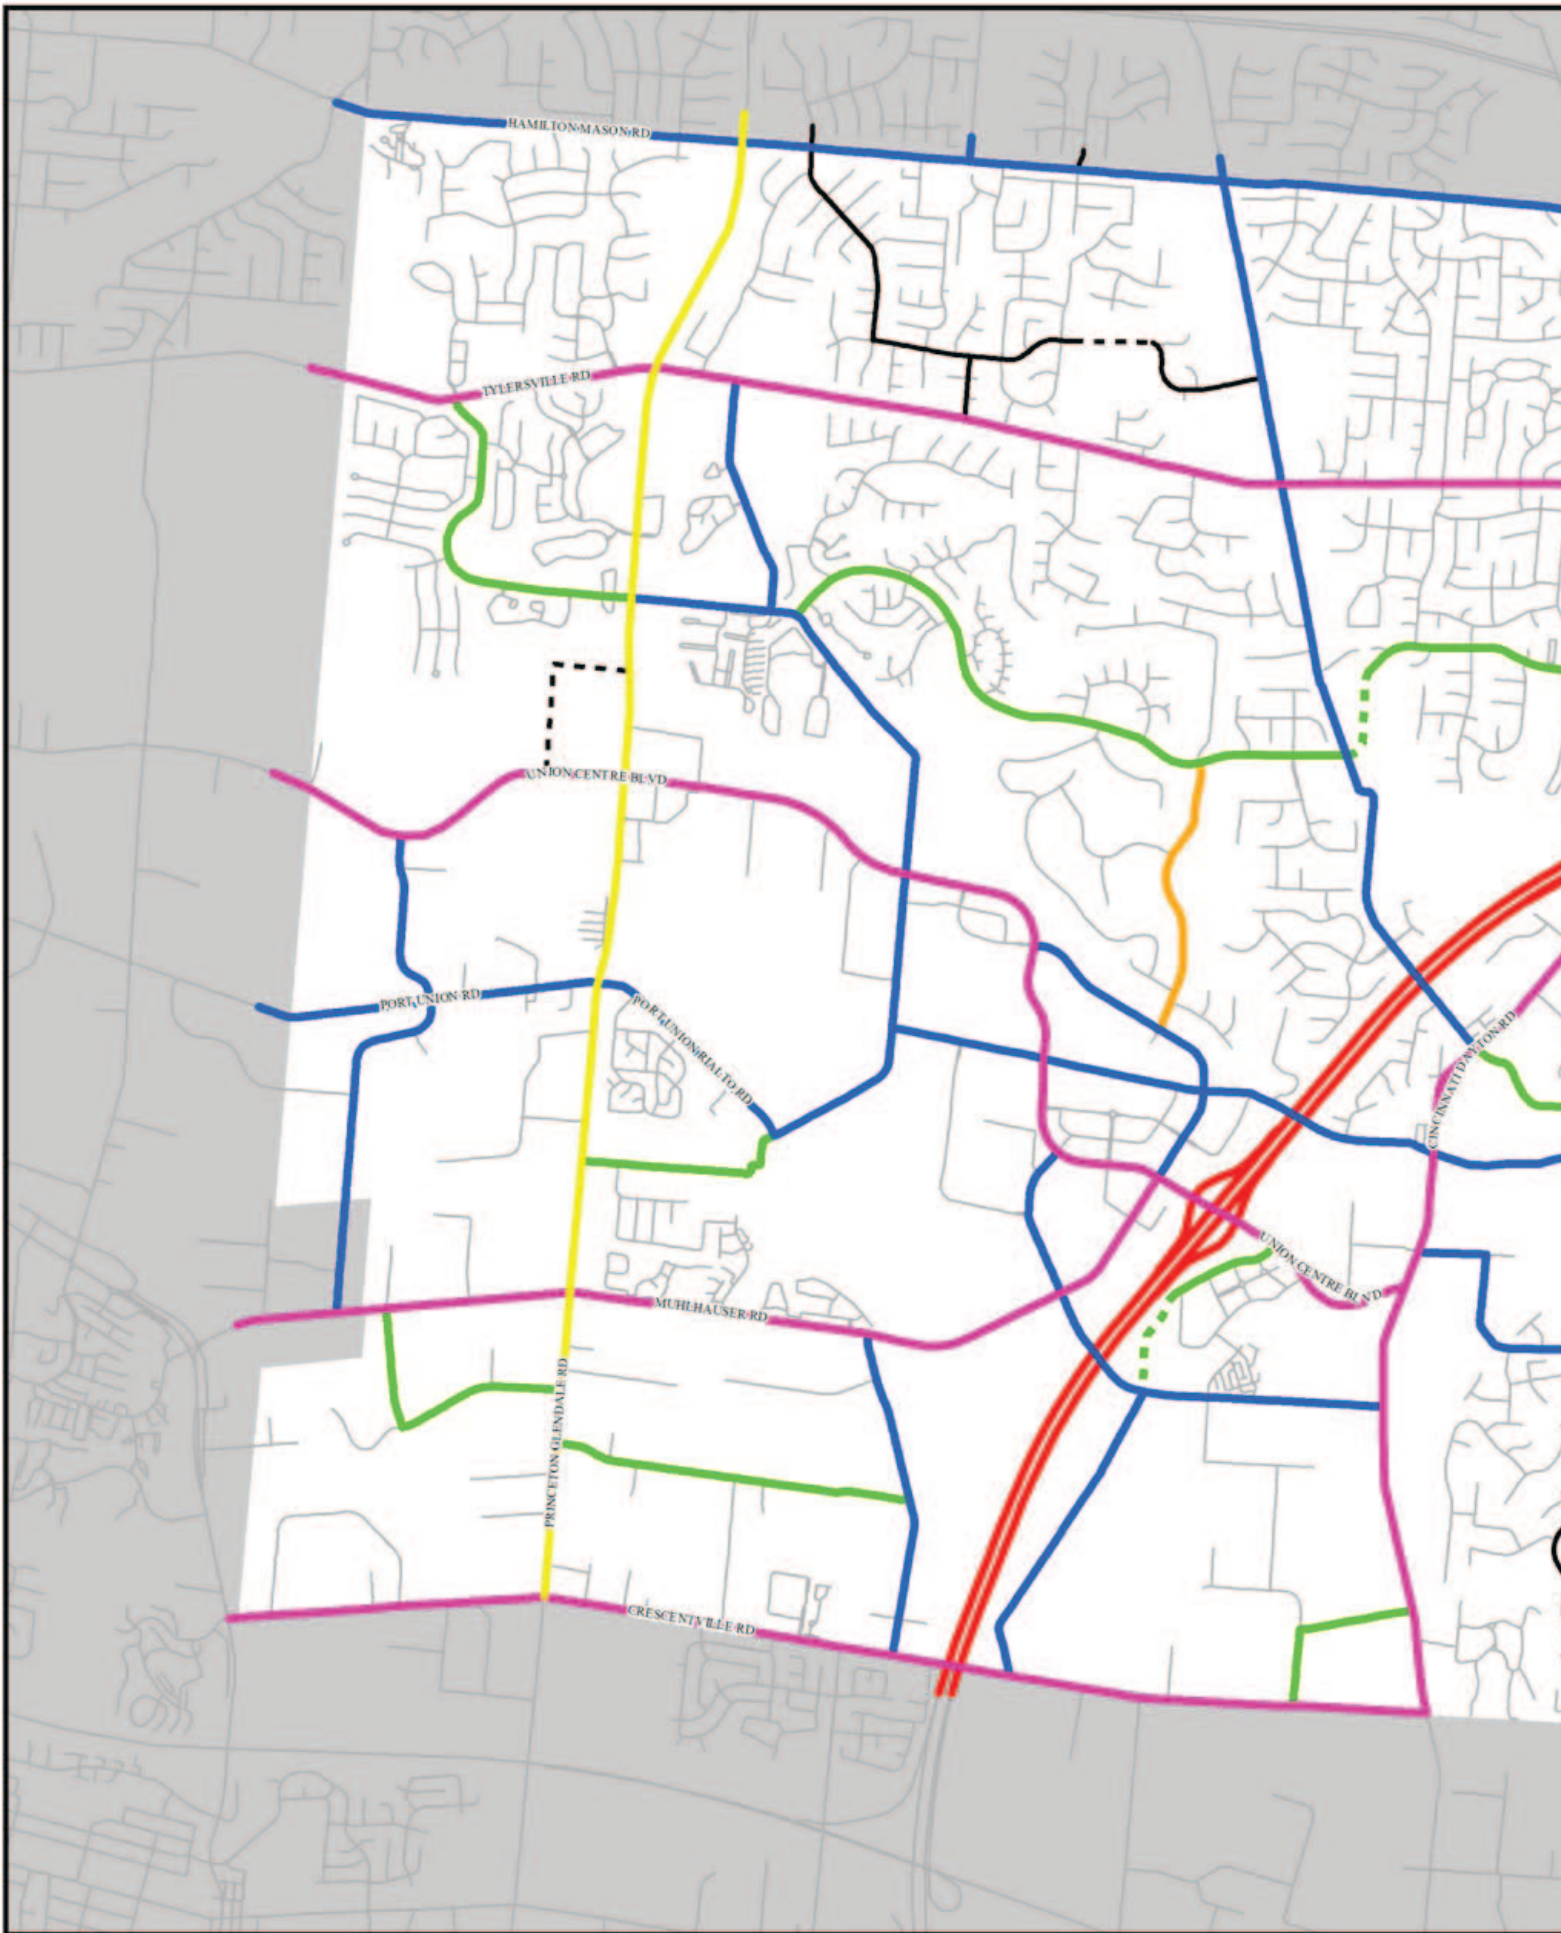 HAMILTON MASON RD
TYLERSVILLE RD
UNION CENTRE BLVD
PORT UNION RD
PORT UNION RIALTO RD
CINCINNATI DAYTON RD
UNION CENTRE BLVD
MUHLHAUSER RD
PRINCETON GLENDALE RD
CRESCENTVILLE RD